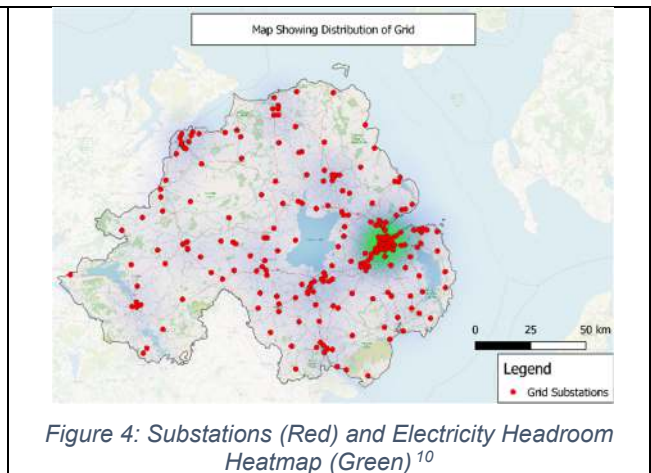 Map Showing Distribution of Grid
0 25 50 km
Legend
Grid Substations
Figure 4: Substations (Red) and Electricity Headroom
Heatmap (Green) 10